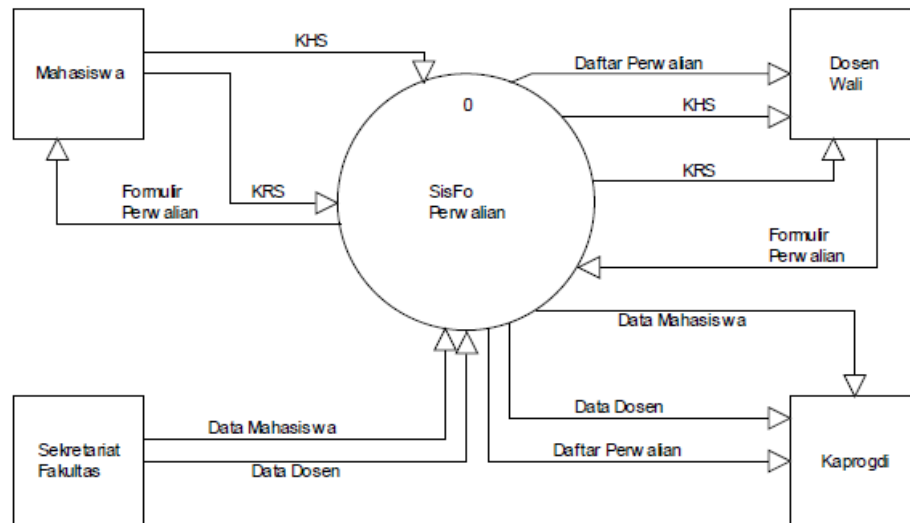 KHS
Mahasiswa
Daftar Perwalian
Dosen
Wali
0
KHS
KRS
Formulir
Perwalian
KRS
SisFo
Perwalian
Formulir
Perwalian
Data Mahasiswa
Data Mahasiswa
Data Dosen
Sekretariat
Fakultas
Data Dosen
Daftar Perwalian
Kaprogdi